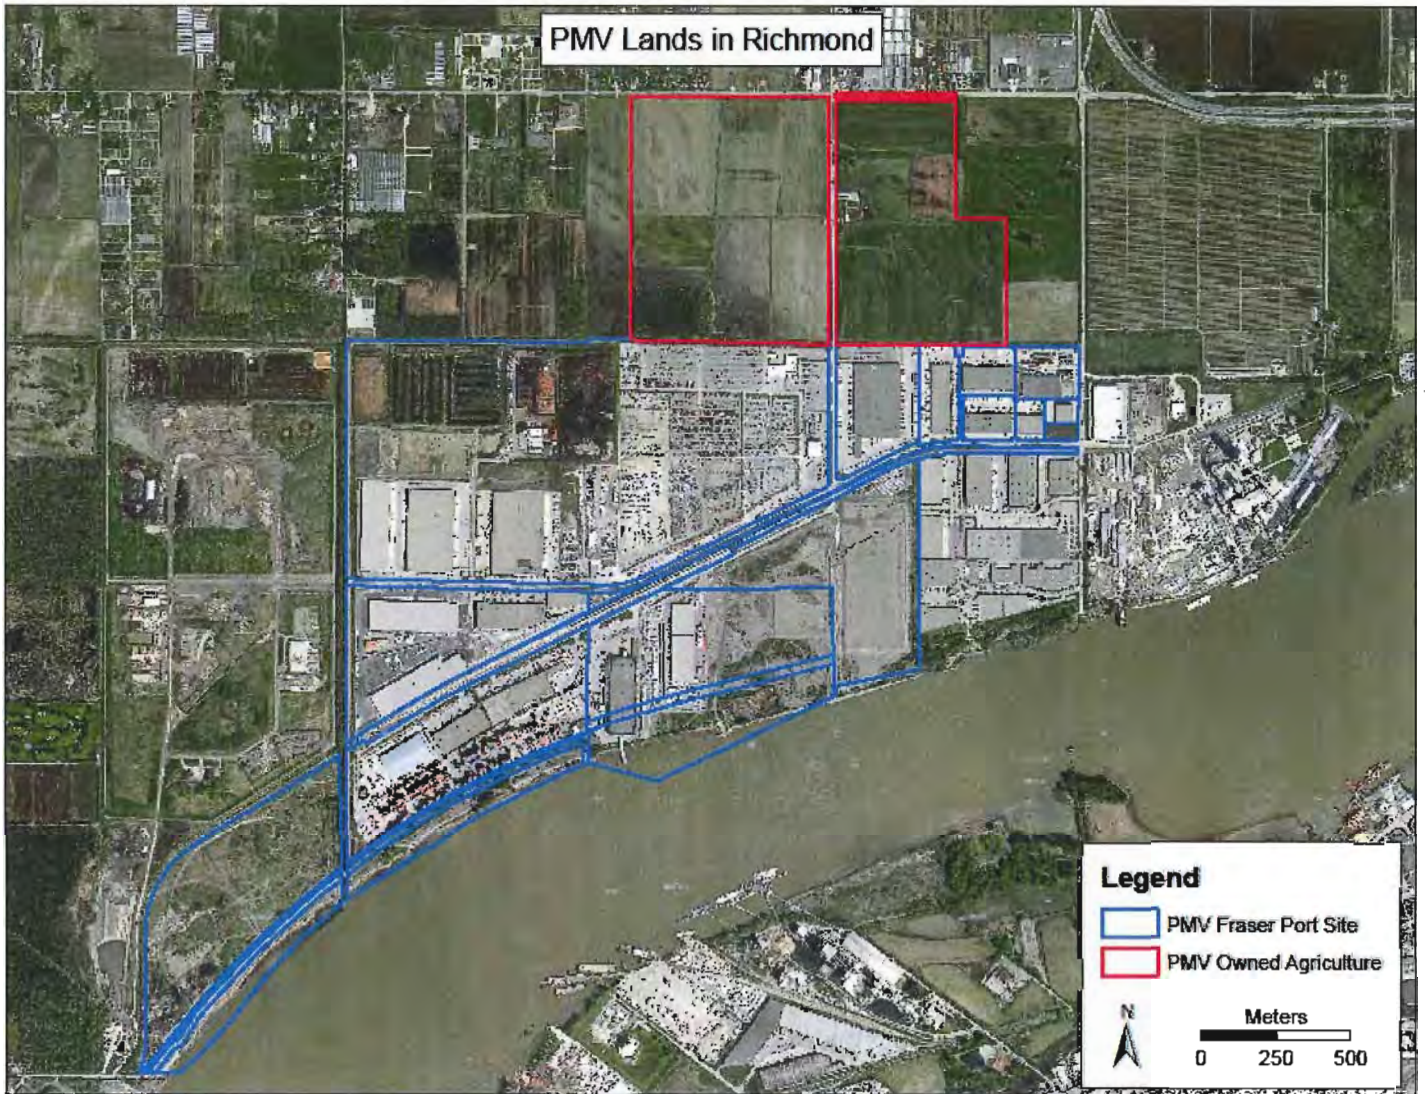 PMV Lands in Richmond
Legend
PMV Fraser Port Site
PMV Owned Agriculture
N
Meters
0 250 500